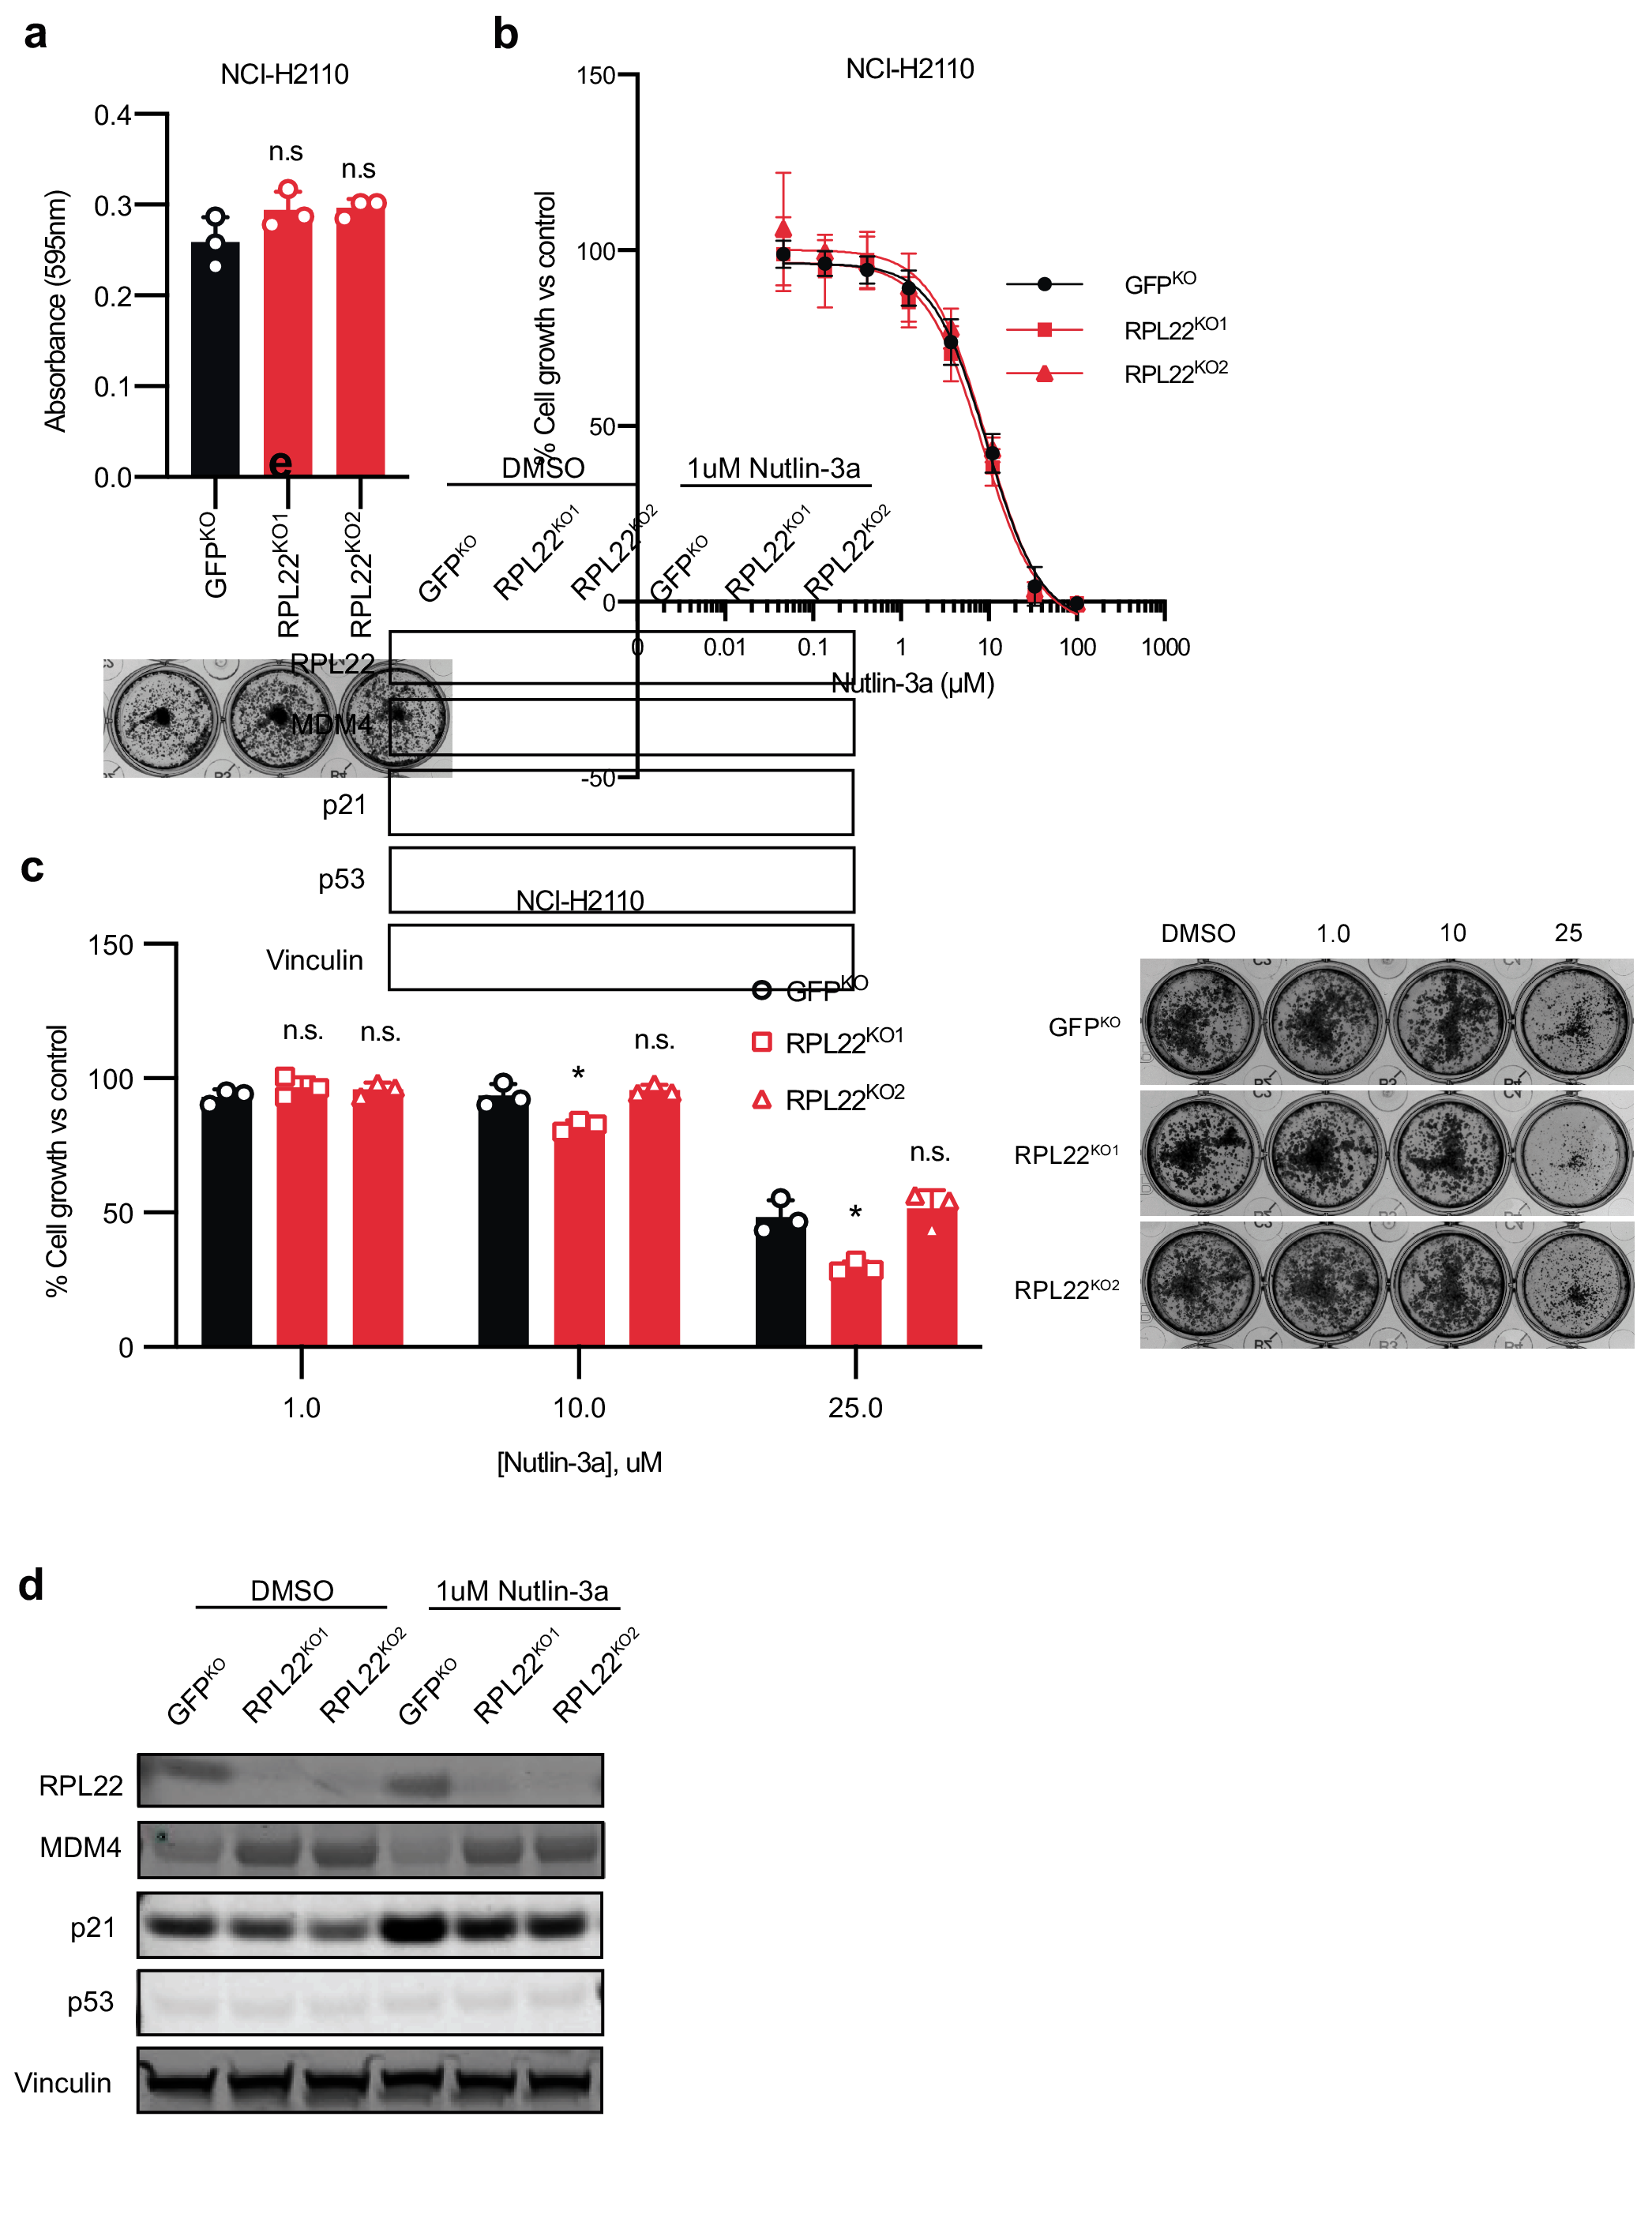 a
NCI-H2110
0.4
0.3
0.2
0.1
0.0
Absorbance (595nm)
n.s
n.s
GFPKO
RPL22KO1
RPL22KO2
b
NCI-H2110
150
100
50
0
-50
% Cell growth vs control
0
0.01
0.1
1
10
100
1000
Nutlin-3a (µM)
GFPKO
RPL22KO1
RPL22KO2
e
DMSO
1uM Nutlin-3a
GFPKO
RPL22KO1
RPL22KO2
GFPKO
RPL22KO1
RPL22KO2
RPL22
MDM4
p21
p53
Vinculin
c
NCI-H2110
150
100
50
0
% Cell growth vs control
n.s.
n.s.
*
n.s.
*
n.s.
GFPKO
RPL22KO1
RPL22KO2
1.0
10.0
25.0
[Nutlin-3a], uM
DMSO
1.0
10
25
GFPKO
RPL22KO1
RPL22KO2
d
DMSO
1uM Nutlin-3a
GFPKO
RPL22KO1
RPL22KO2
GFPKO
RPL22KO1
RPL22KO2
RPL22
MDM4
p21
p53
Vinculin